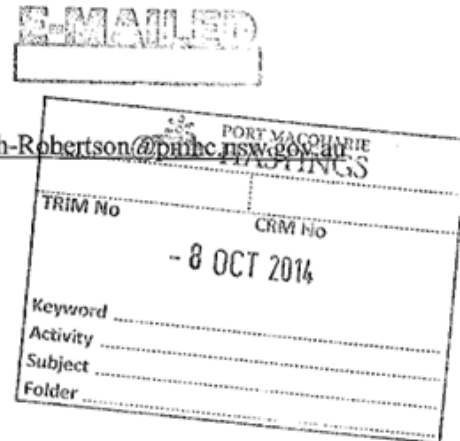 E-MAILED
PORT MACQUARIE
h-Robertson@pmhc.nsw.gov.au
HASTINGS
TRIM No
CRM No
- 8 OCT 2014
Keyword
Activity
Subject
Folder